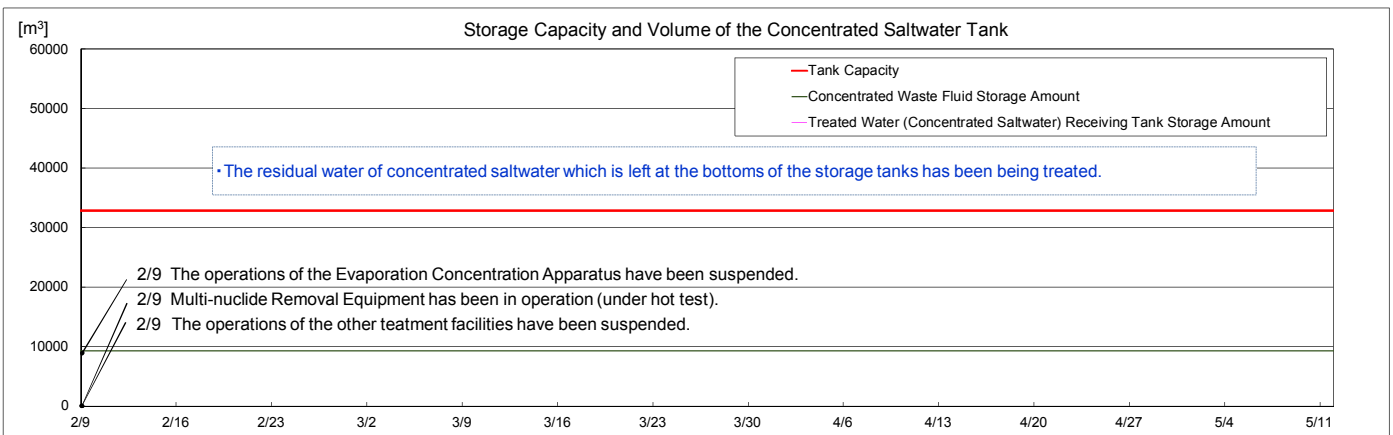 [m³]
Storage Capacity and Volume of the Concentrated Saltwater Tank
60000
50000
40000
30000
20000
10000
0
Tank Capacity
Concentrated Waste Fluid Storage Amount
Treated Water (Concentrated Saltwater) Receiving Tank Storage Amount
・The residual water of concentrated saltwater which is left at the bottoms of the storage tanks has been being treated.
2/9 The operations of the Evaporation Concentration Apparatus have been suspended.
2/9 Multi-nuclide Removal Equipment has been in operation (under hot test).
2/9 The operations of the other teatment facilities have been suspended.
2/9 2/16 2/23 3/2 3/9 3/16 3/23 3/30 4/6 4/13 4/20 4/27 5/4 5/11